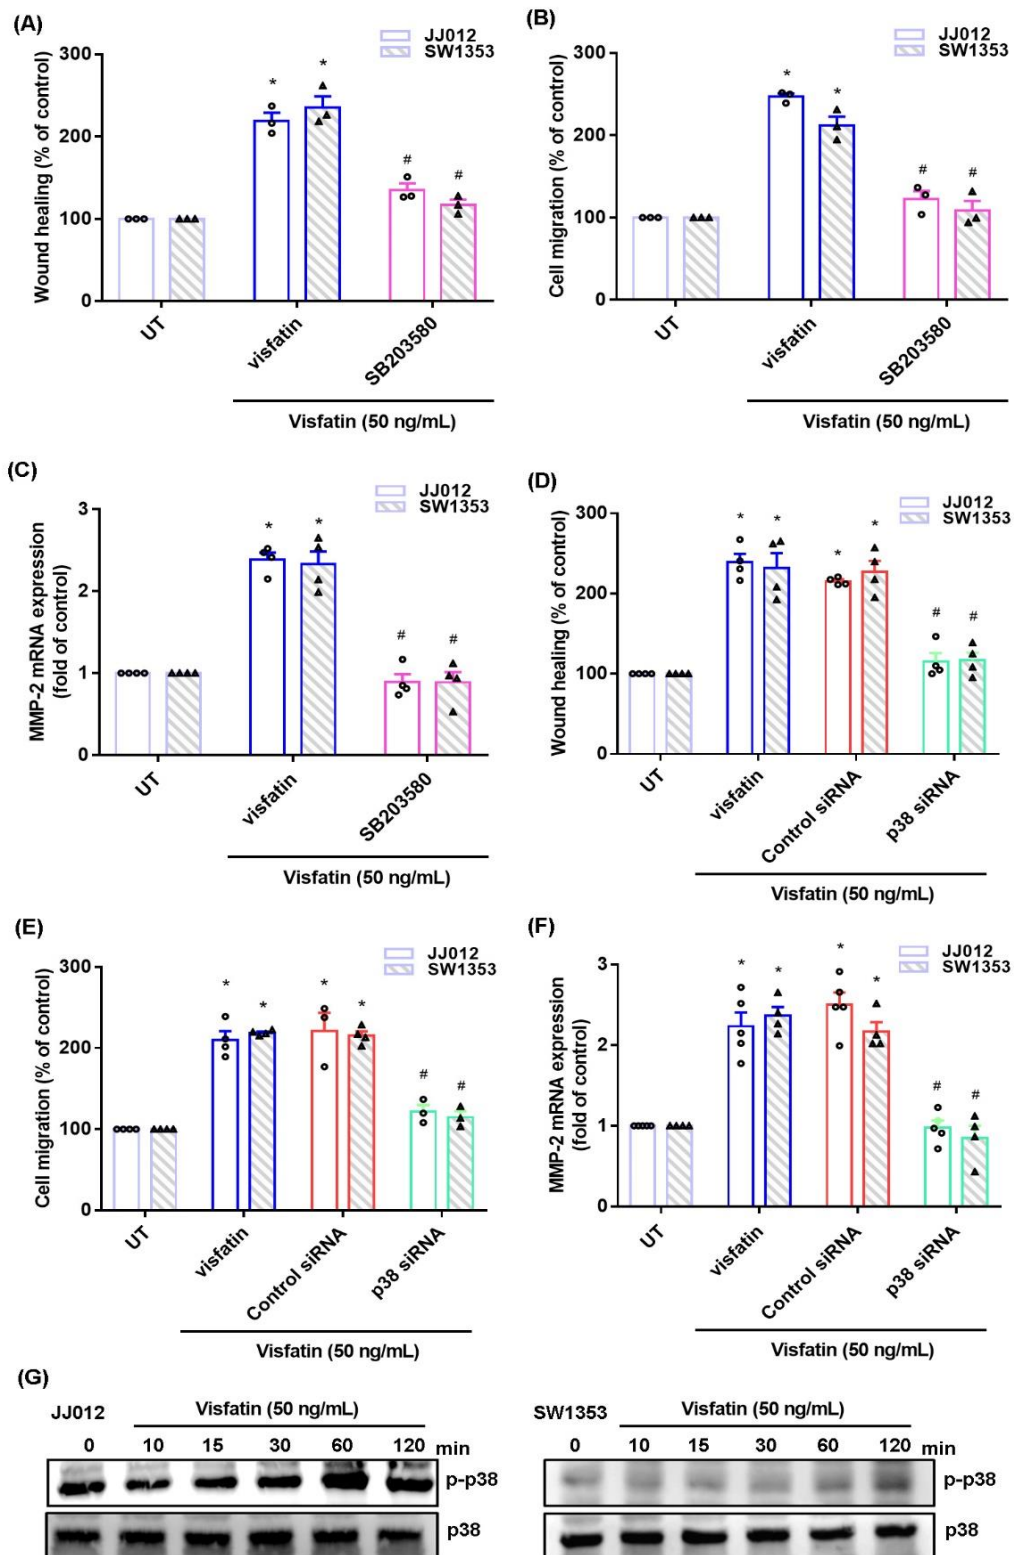 (A)
JJ012
SW1353
Wound healing (% of control)
300
200
100
0
* * # #
UT
visfatin
SB203580
Visfatin (50 ng/mL)
(B)
JJ012
SW1353
Cell migration (% of control)
300
200
100
0
* * # #
UT
visfatin
SB203580
Visfatin (50 ng/mL)
(C)
JJ012
SW1353
MMP-2 mRNA expression
(fold of control)
3
2
1
0
* * # #
UT
visfatin
SB203580
Visfatin (50 ng/mL)
(D)
JJ012
SW1353
Wound healing (% of control)
300
200
100
0
* * * * # #
UT
visfatin
Control siRNA
p38 siRNA
Visfatin (50 ng/mL)
(E)
JJ012
SW1353
Cell migration (% of control)
300
200
100
0
* * * * # #
UT
visfatin
Control siRNA
p38 siRNA
Visfatin (50 ng/mL)
(F)
JJ012
SW1353
MMP-2 mRNA expression
(fold of control)
3
2
1
0
* * * * # #
UT
visfatin
Control siRNA
p38 siRNA
Visfatin (50 ng/mL)
(G)
JJ012 Visfatin (50 ng/mL)
0 10 15 30 60 120 min
p-p38
p38
SW1353 Visfatin (50 ng/mL)
0 10 15 30 60 120 min
p-p38
p38